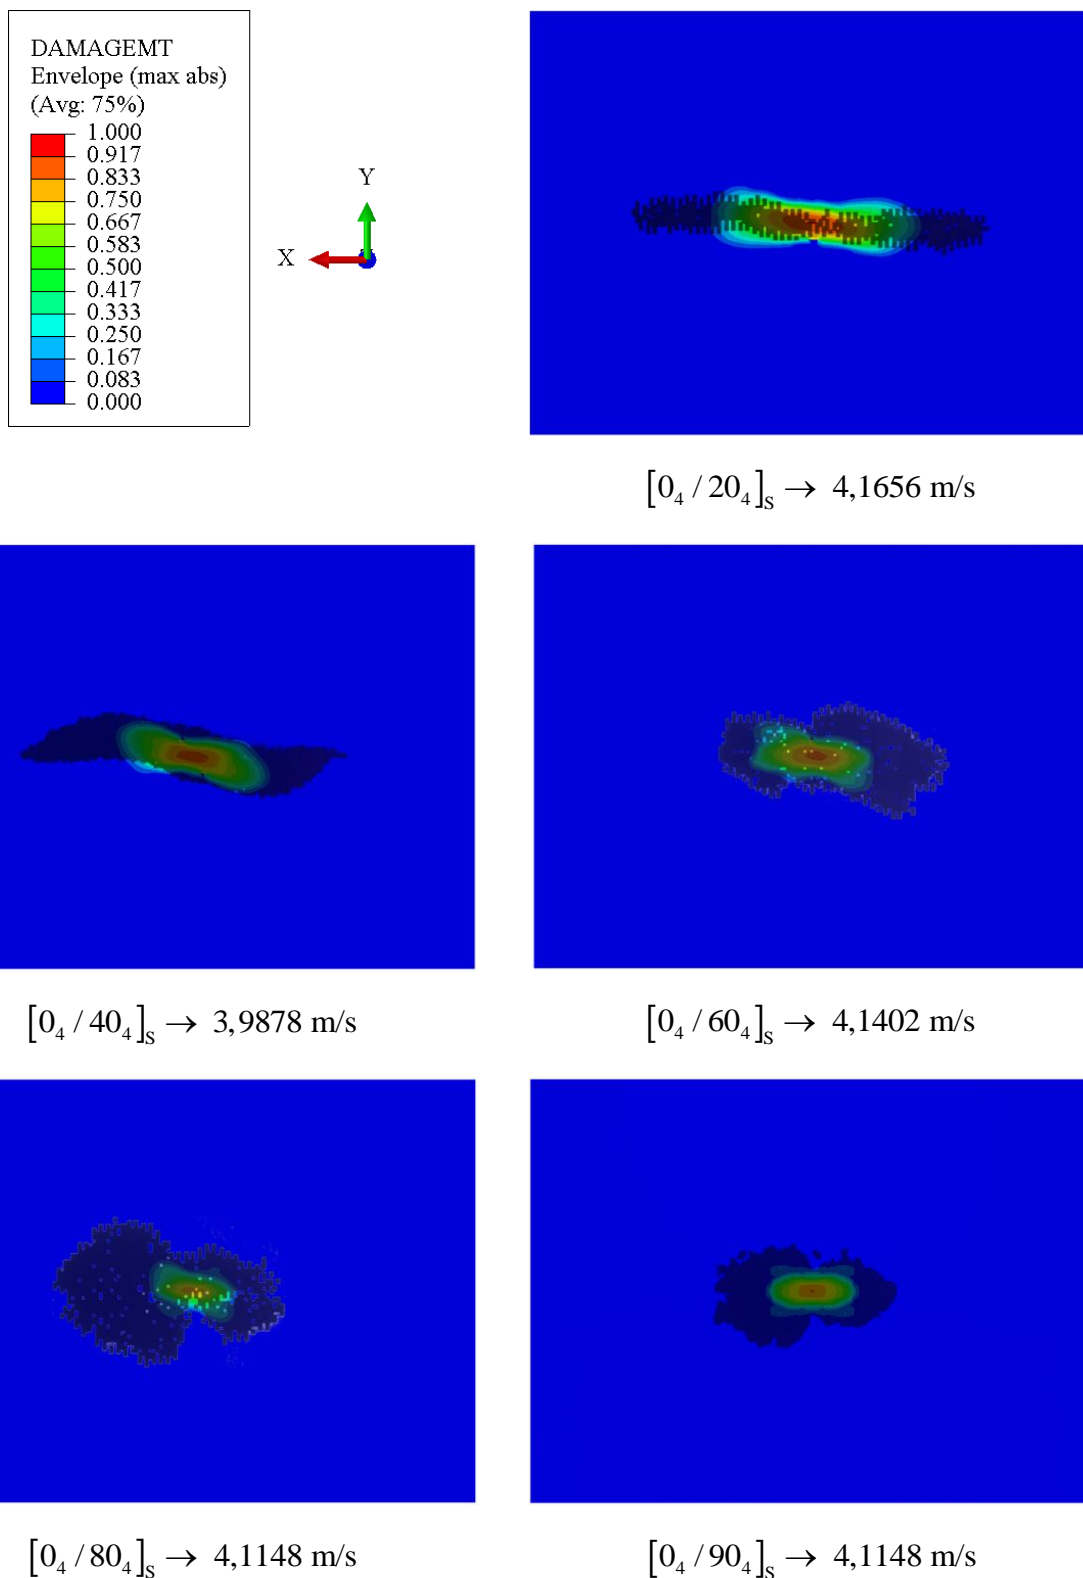 DAMAGEMT
Envelope (max abs)
(Avg: 75%)
1.000
0.917
0.833
0.750
0.667
0.583
0.500
0.417
0.333
0.250
0.167
0.083
0.000
Y
X
[0₄ / 20₄]ₛ → 4,1656 m/s
[0₄ / 40₄]ₛ → 3,9878 m/s
[0₄ / 60₄]ₛ → 4,1402 m/s
[0₄ / 80₄]ₛ → 4,1148 m/s
[0₄ / 90₄]ₛ → 4,1148 m/s